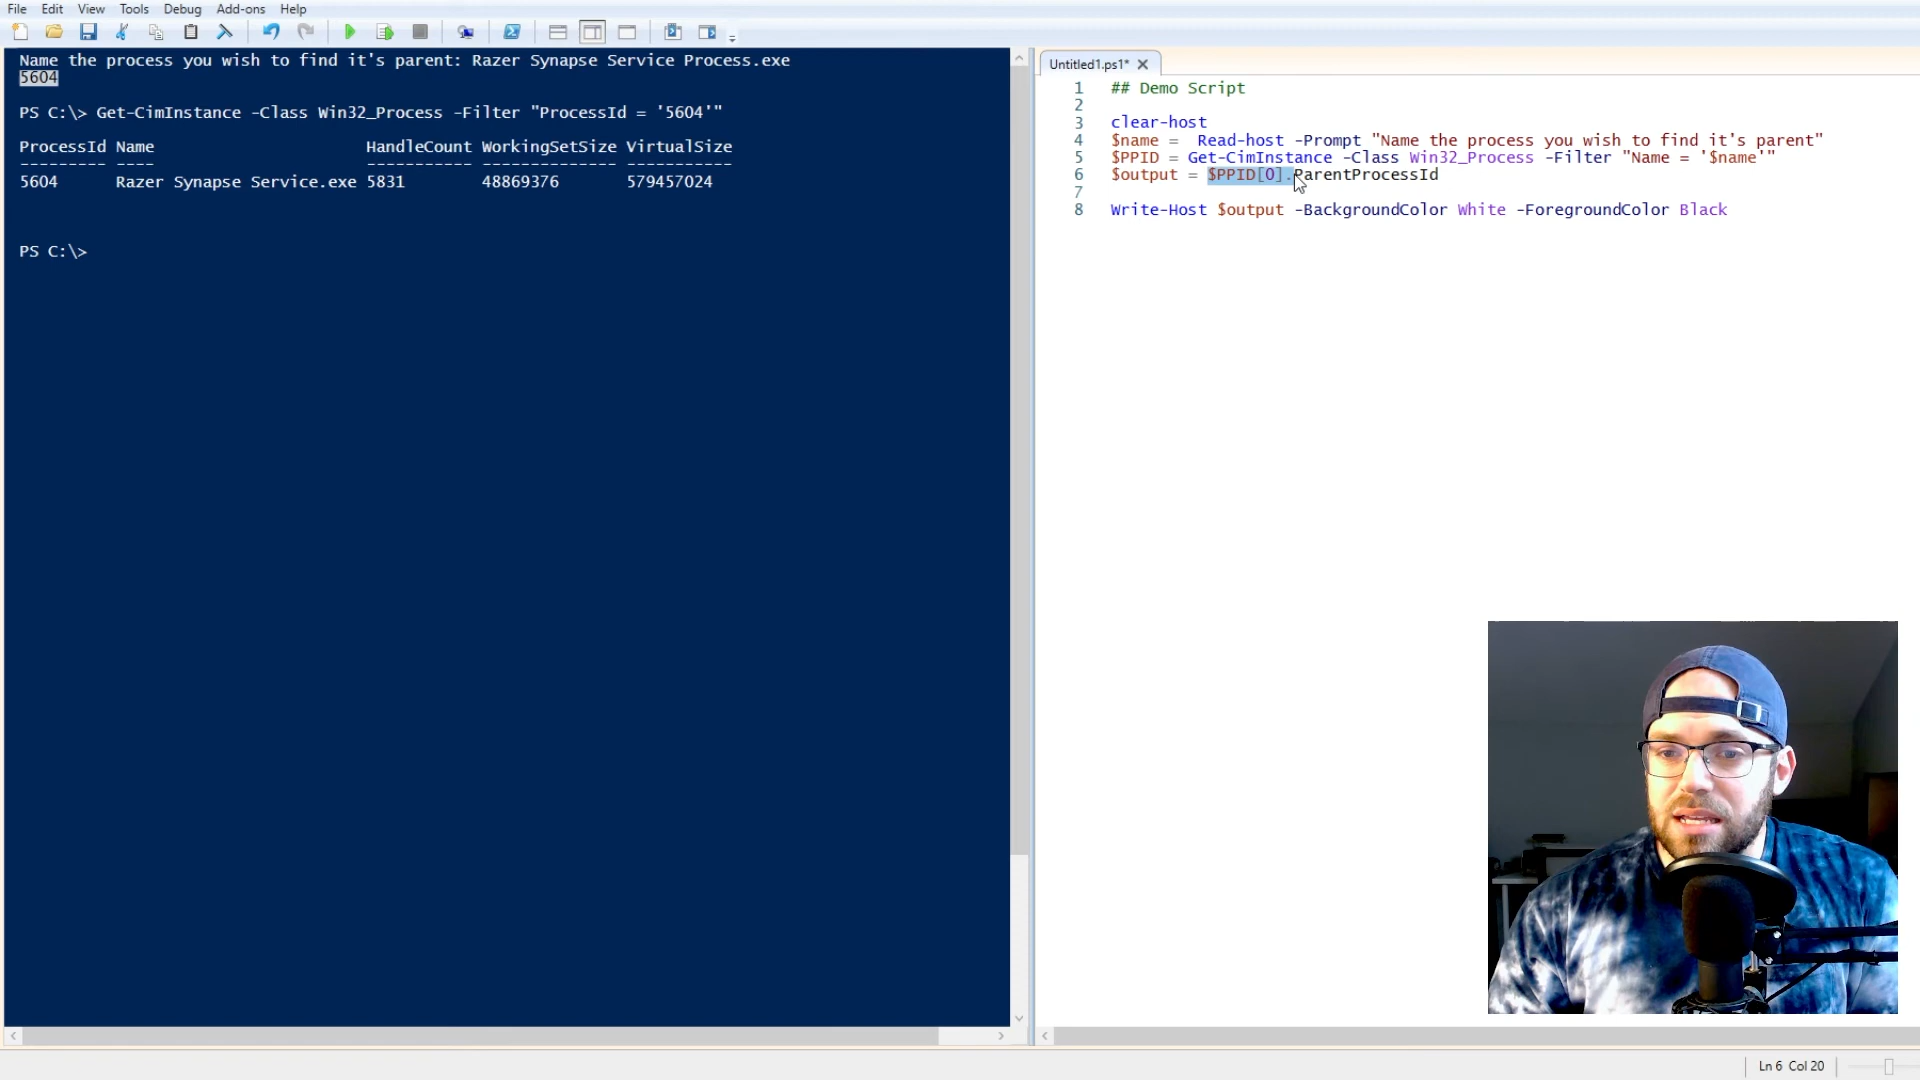 File Edit View Tools Debug Add-ons Help
Name the process you wish to find it's parent: Razer Synapse Service Process.exe
5604
PS C:\> Get-CimInstance -Class Win32_Process -Filter "ProcessId = '5604'"
ProcessId Name HandleCount WorkingSetSize VirtualSize
--------- ---- ----------- -------------- -----------
5604 Razer Synapse Service.exe 5831 48869376 579457024
PS C:\>
Untitled1.ps1*
1 ## Demo Script
2
3 clear-host
4 $name = Read-host -Prompt "Name the process you wish to find it's parent"
5 $PPID = Get-CimInstance -Class Win32_Process -Filter "Name = '$name'"
6 $output = $PPID[0].ParentProcessId
7
8 Write-Host $output -BackgroundColor White -ForegroundColor Black
Ln 6 Col 20